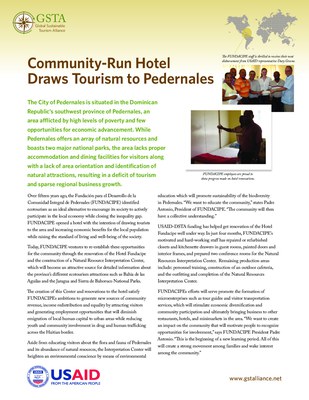 GSTA
Global Sustainable
Tourism Alliance
The FUNDACIPE staff is thrilled to receive their next
disbursement from USAID representative Duty Greene
Community-Run Hotel
Draws Tourism to Pedernales
The City of Pedernales is situated in the Dominican
Republic's southwest province of Pedernales, an
area afflicted by high levels of poverty and few
opportunities for economic advancement. While
Pedernales offers an array of natural resources and
boasts two major national parks, the area lacks proper
accommodation and dining facilities for visitors along
with a lack of area orientation and identification of
natural attractions, resulting in a deficit of tourism
and sparse regional business growth.
FUNDACIPE employees are proud to
their progress made on hotel renovations.
Over fifteen years ago, the Fundación para el Desarrollo de la
Comunidad Integral de Pedernales (FUNDACIPE) identified
ecotourism as an ideal alternative to encourage its society to actively
participate in the local economy while closing the inequality gap.
FUNDACIPE opened a hotel with the intention of drawing tourism
to the area and increasing economic benefits for the local population
while raising the standard of living and well-being of the society.
Today, FUNDACIPE ventures to re-establish these opportunities
for the community through the renovation of the Hotel Fundacipe
and the construction of a Natural Resource Interpretation Center,
which will become an attractive source for detailed information about
the province's different ecotourism attractions such as Bahía de las
Aguilas and the Jaragua and Sierra de Bahoruco National Parks.
The creation of this Center and renovations to the hotel satisfy
FUNDACIPE's ambitions to generate new sources of community
revenue, income redistribution and equality by attracting visitors
and generating employment opportunities that will diminish
emigration of local human capital to urban areas while reducing
youth and community involvement in drug and human trafficking
across the Haitian border.
Aside from educating visitors about the flora and fauna of Pedernales
and its abundance of natural resources, the Interpretation Center will
heighten an environmental conscience by means of environmental
education which will promote sustainability of the biodiversity
in Pedernales. "We want to educate the community," states Padre
Antonio, President of FUNDACIPE. "The community will then
have a collective understanding."
USAID-DSTA funding has helped get renovation of the Hotel
Fundacipe well under way. In just four months, FUNDACIPE's
motivated and hard-working staff has repaired or refurbished
chairs and kitchenette drawers in guest rooms, painted doors and
interior frames, and prepared two conference rooms for the Natural
Resource Interpretation Center. Remaining production areas
include: personnel training, construction of an outdoor cafeteria,
and the outfitting and completion of the Natural Resources
Interpretation Center.
FUNDACIPE's efforts will serve promote the formation of
microenterprises such as tour guides and visitor transportation
services, which will stimulate economic diversification and
community participation and ultimately bringing business to other
restaurants, hotels, and minimarkets in the area. "We want to create
an impact on the community that will motivate people to recognize
opportunities for involvement," says FUNDACIPE President Padre
Antonio. "This is the beginning of a new learning period. All of this
will create a strong movement among families and wake interest
among the community."
USAID
FROM THE AMERICAN PEOPLE
www.gstalliance.net